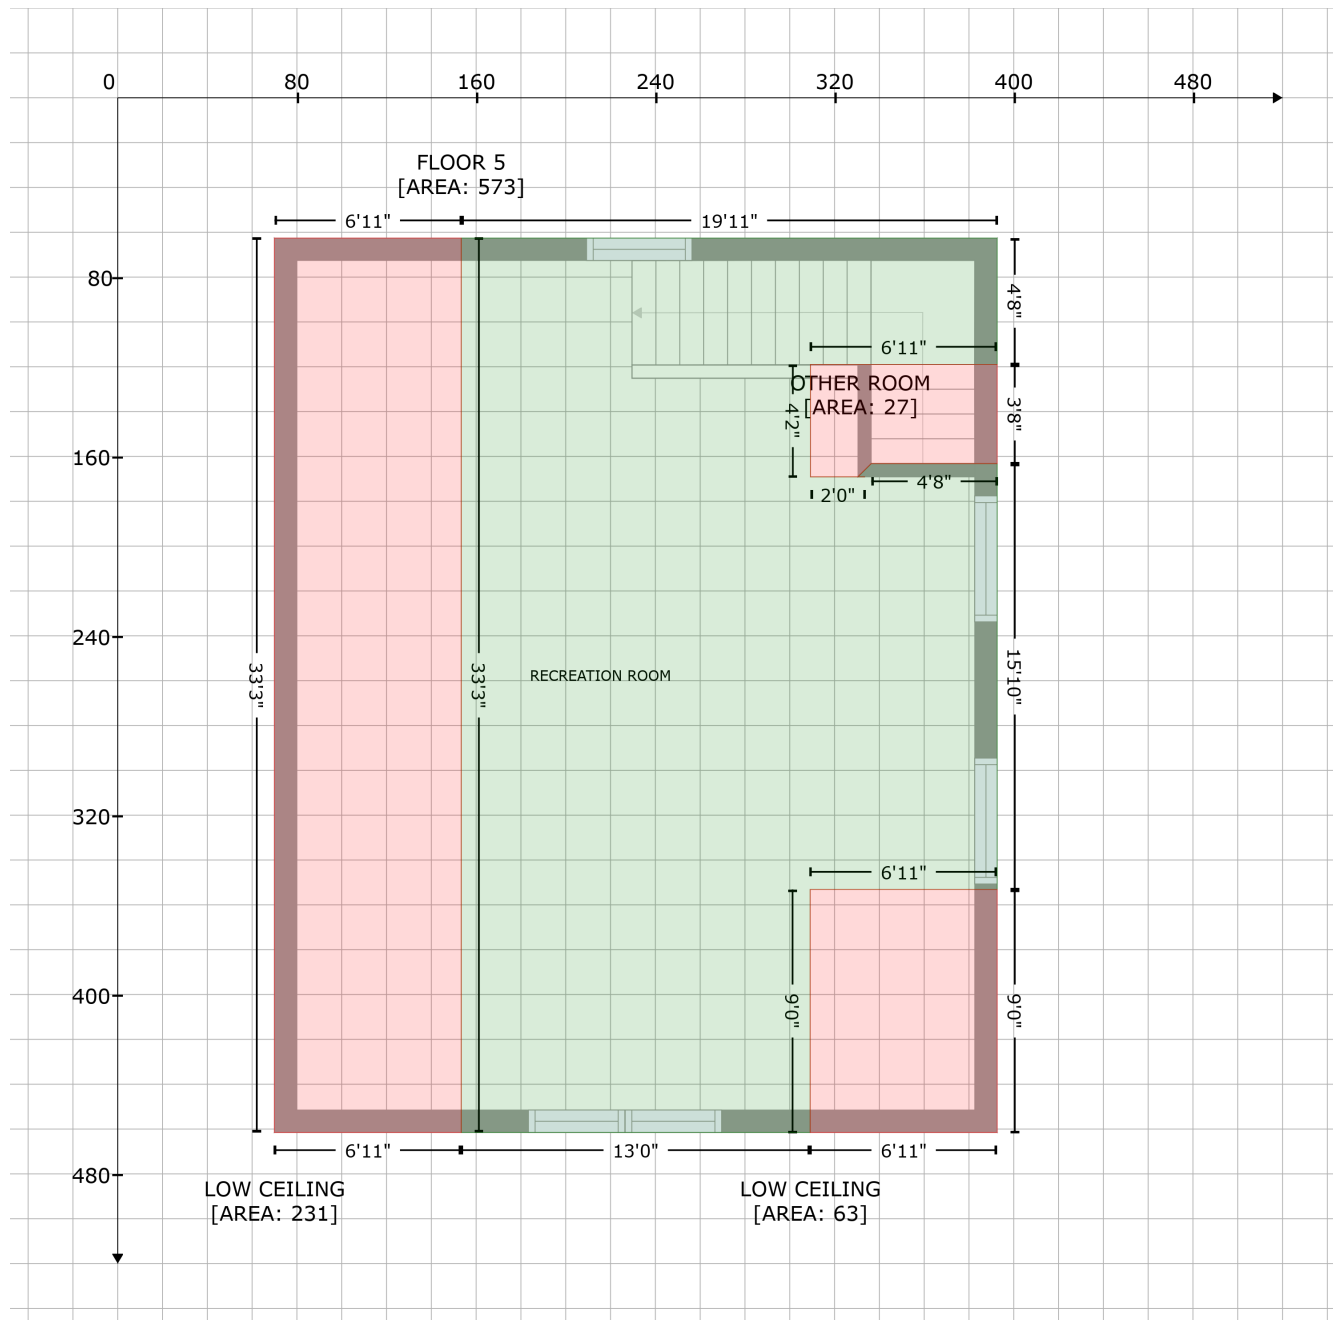 0 80 160 240 320 400 480
FLOOR 5
[AREA: 573]
6'11" 19'11"
80
4'8"
6'11"
OTHER ROOM
[AREA: 27]
4'2"
3'8"
160
2'0" 4'8"
240
33'3" 33'3"
RECREATION ROOM
15'10"
320
6'11"
400
9'0" 9'0"
6'11" 13'0" 6'11"
480
LOW CEILING
[AREA: 231]
LOW CEILING
[AREA: 63]